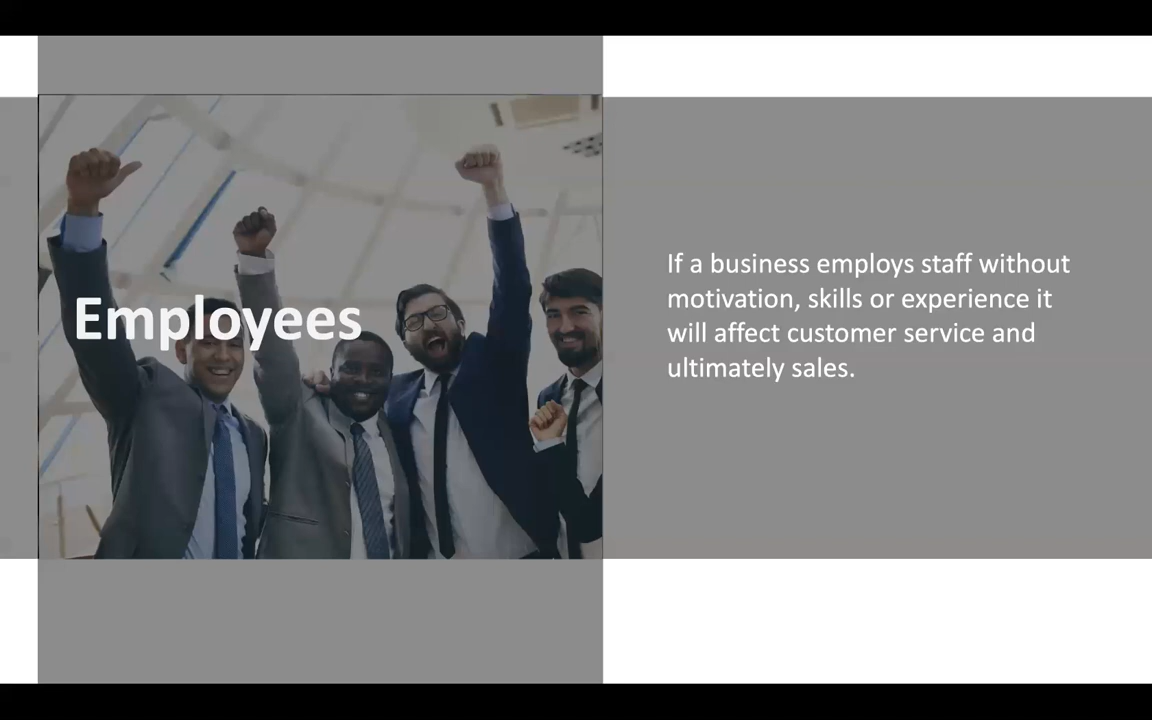 Employees
If a business employs staff without
motivation, skills or experience it
will affect customer service and
ultimately sales.